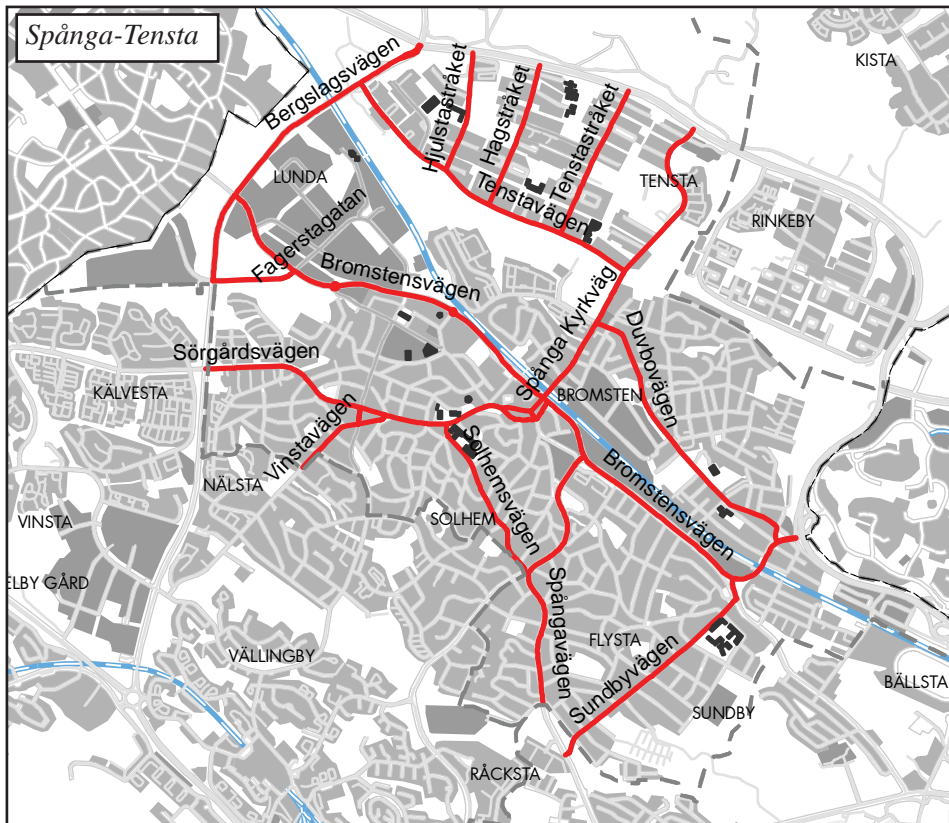 Spånga-Tensta
KISTA
Bergslagsvägen
Hjulstastråket
Hagstråket
Tenstastråket
LUNDA
TENSTA
Tenstavägen
RINKEBY
Fagerstagatan
Bromstensvägen
Spånga Kyrkväg
Duvbovägen
Sörgårdsvägen
KÄLVESTA
BROMSTEN
Vinstavägen
Solhemsvägen
Bromstensvägen
NÄLSTA
VINSTA
SOLHEM
ELBY GÅRD
Spångavägen
FLYSTA
VÄLLINGBY
Sundbyvägen
BÄLLSTA
SUNDBY
RÅCKSTA